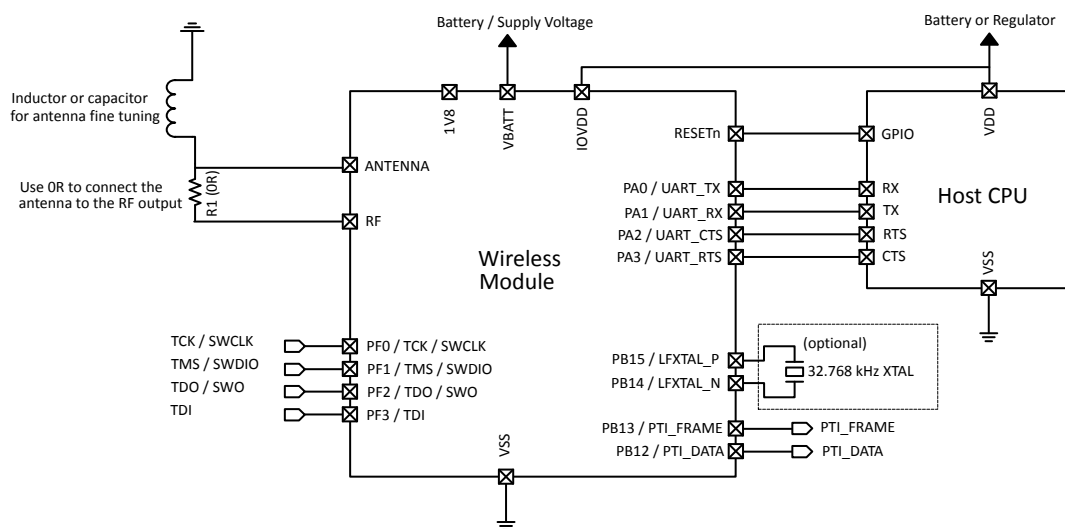 Battery / Supply Voltage
Battery or Regulator
Inductor or capacitor
for antenna fine tuning
1V8
VBATT
IOVDD
VDD
RESETn
GPIO
ANTENNA
Use 0R to connect the
antenna to the RF output
R1 (0R)
RF
PA0 / UART_TX
RX
PA1 / UART_RX
TX
PA2 / UART_CTS
RTS
PA3 / UART_RTS
CTS
Host CPU
Wireless
Module
VSS
TCK / SWCLK
PF0 / TCK / SWCLK
TMS / SWDIO
PF1 / TMS / SWDIO
TDO / SWO
PF2 / TDO / SWO
TDI
PF3 / TDI
(optional)
PB15 / LFXTAL_P
32.768 kHz XTAL
PB14 / LFXTAL_N
PB13 / PTI_FRAME
PTI_FRAME
PB12 / PTI_DATA
PTI_DATA
VSS